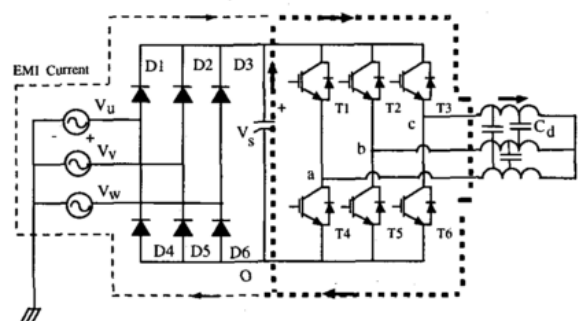 EMI Current
D1 D2 D3
Vu
- +
Vv
Vw
Vs
+
D4 D5 D6
O
T1 T2 T3
c
b
a
T4 T5 T6
Cd